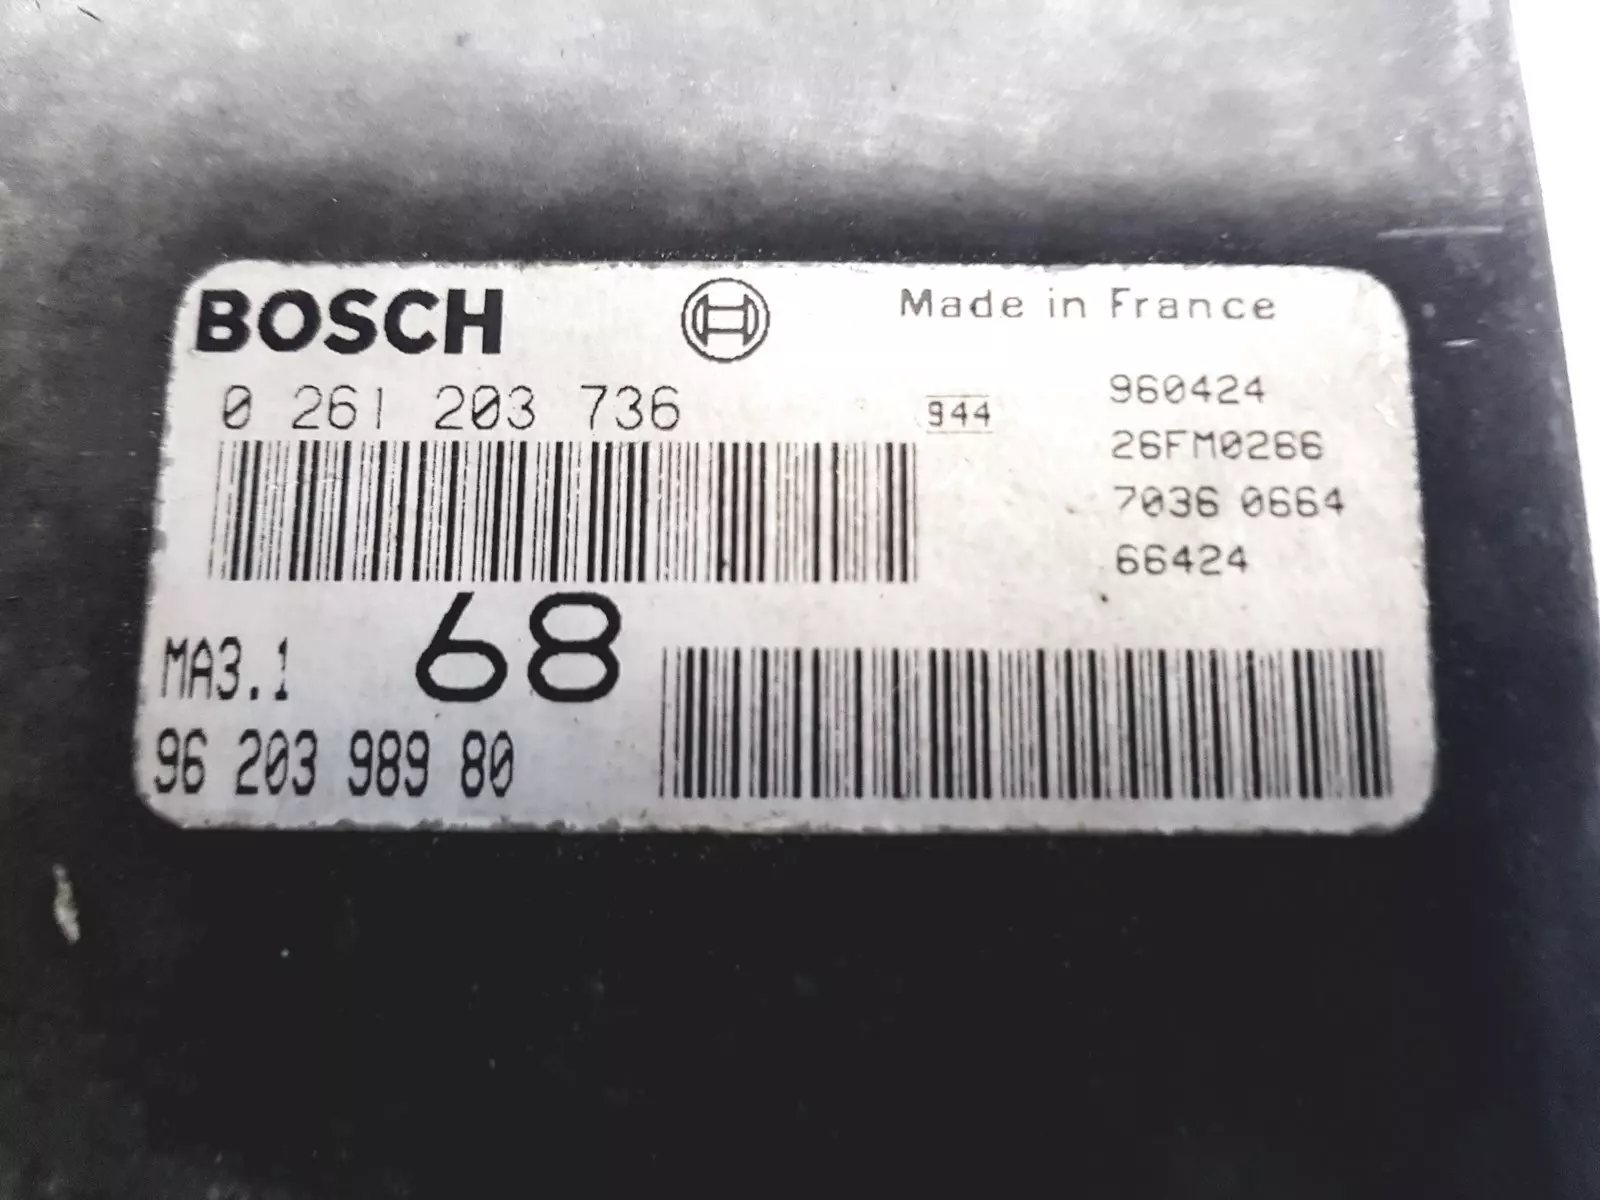 BOSCH
Made in France
0 261 203 736
944
960424
26FM0266
7036 0664
66424
MA3.1
68
96 203 989 80